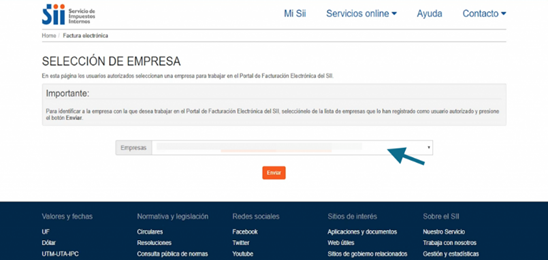 Sii Servicio de
Impuestos
Internos
Mi Sii Servicios online Ayuda Contacto
Home / Factura electrónica
SELECCIÓN DE EMPRESA
En esta página los usuarios autorizados seleccionan una empresa para trabajar en el Portal de Facturación Electrónica del SII.
Importante:
Para identificar a la empresa con la que desea trabajar en el Portal de Facturación Electrónica del SII, selecciónelo de la lista de empresas que lo han registrado como usuario autorizado y presione
el botón Enviar.
Empresas
Enviar
Valores y fechas Normativa y legislación Redes sociales Sitios de interés Sobre el SII
UF Circulares Facebook Aplicaciones y documentos Nuestro Servicio
Dólar Resoluciones Twitter Web útiles Trabaja con nosotros
UTM-UTA-IPC Consulta pública de normas Youtube Sitios de gobierno relacionados Gestión y estadísticas